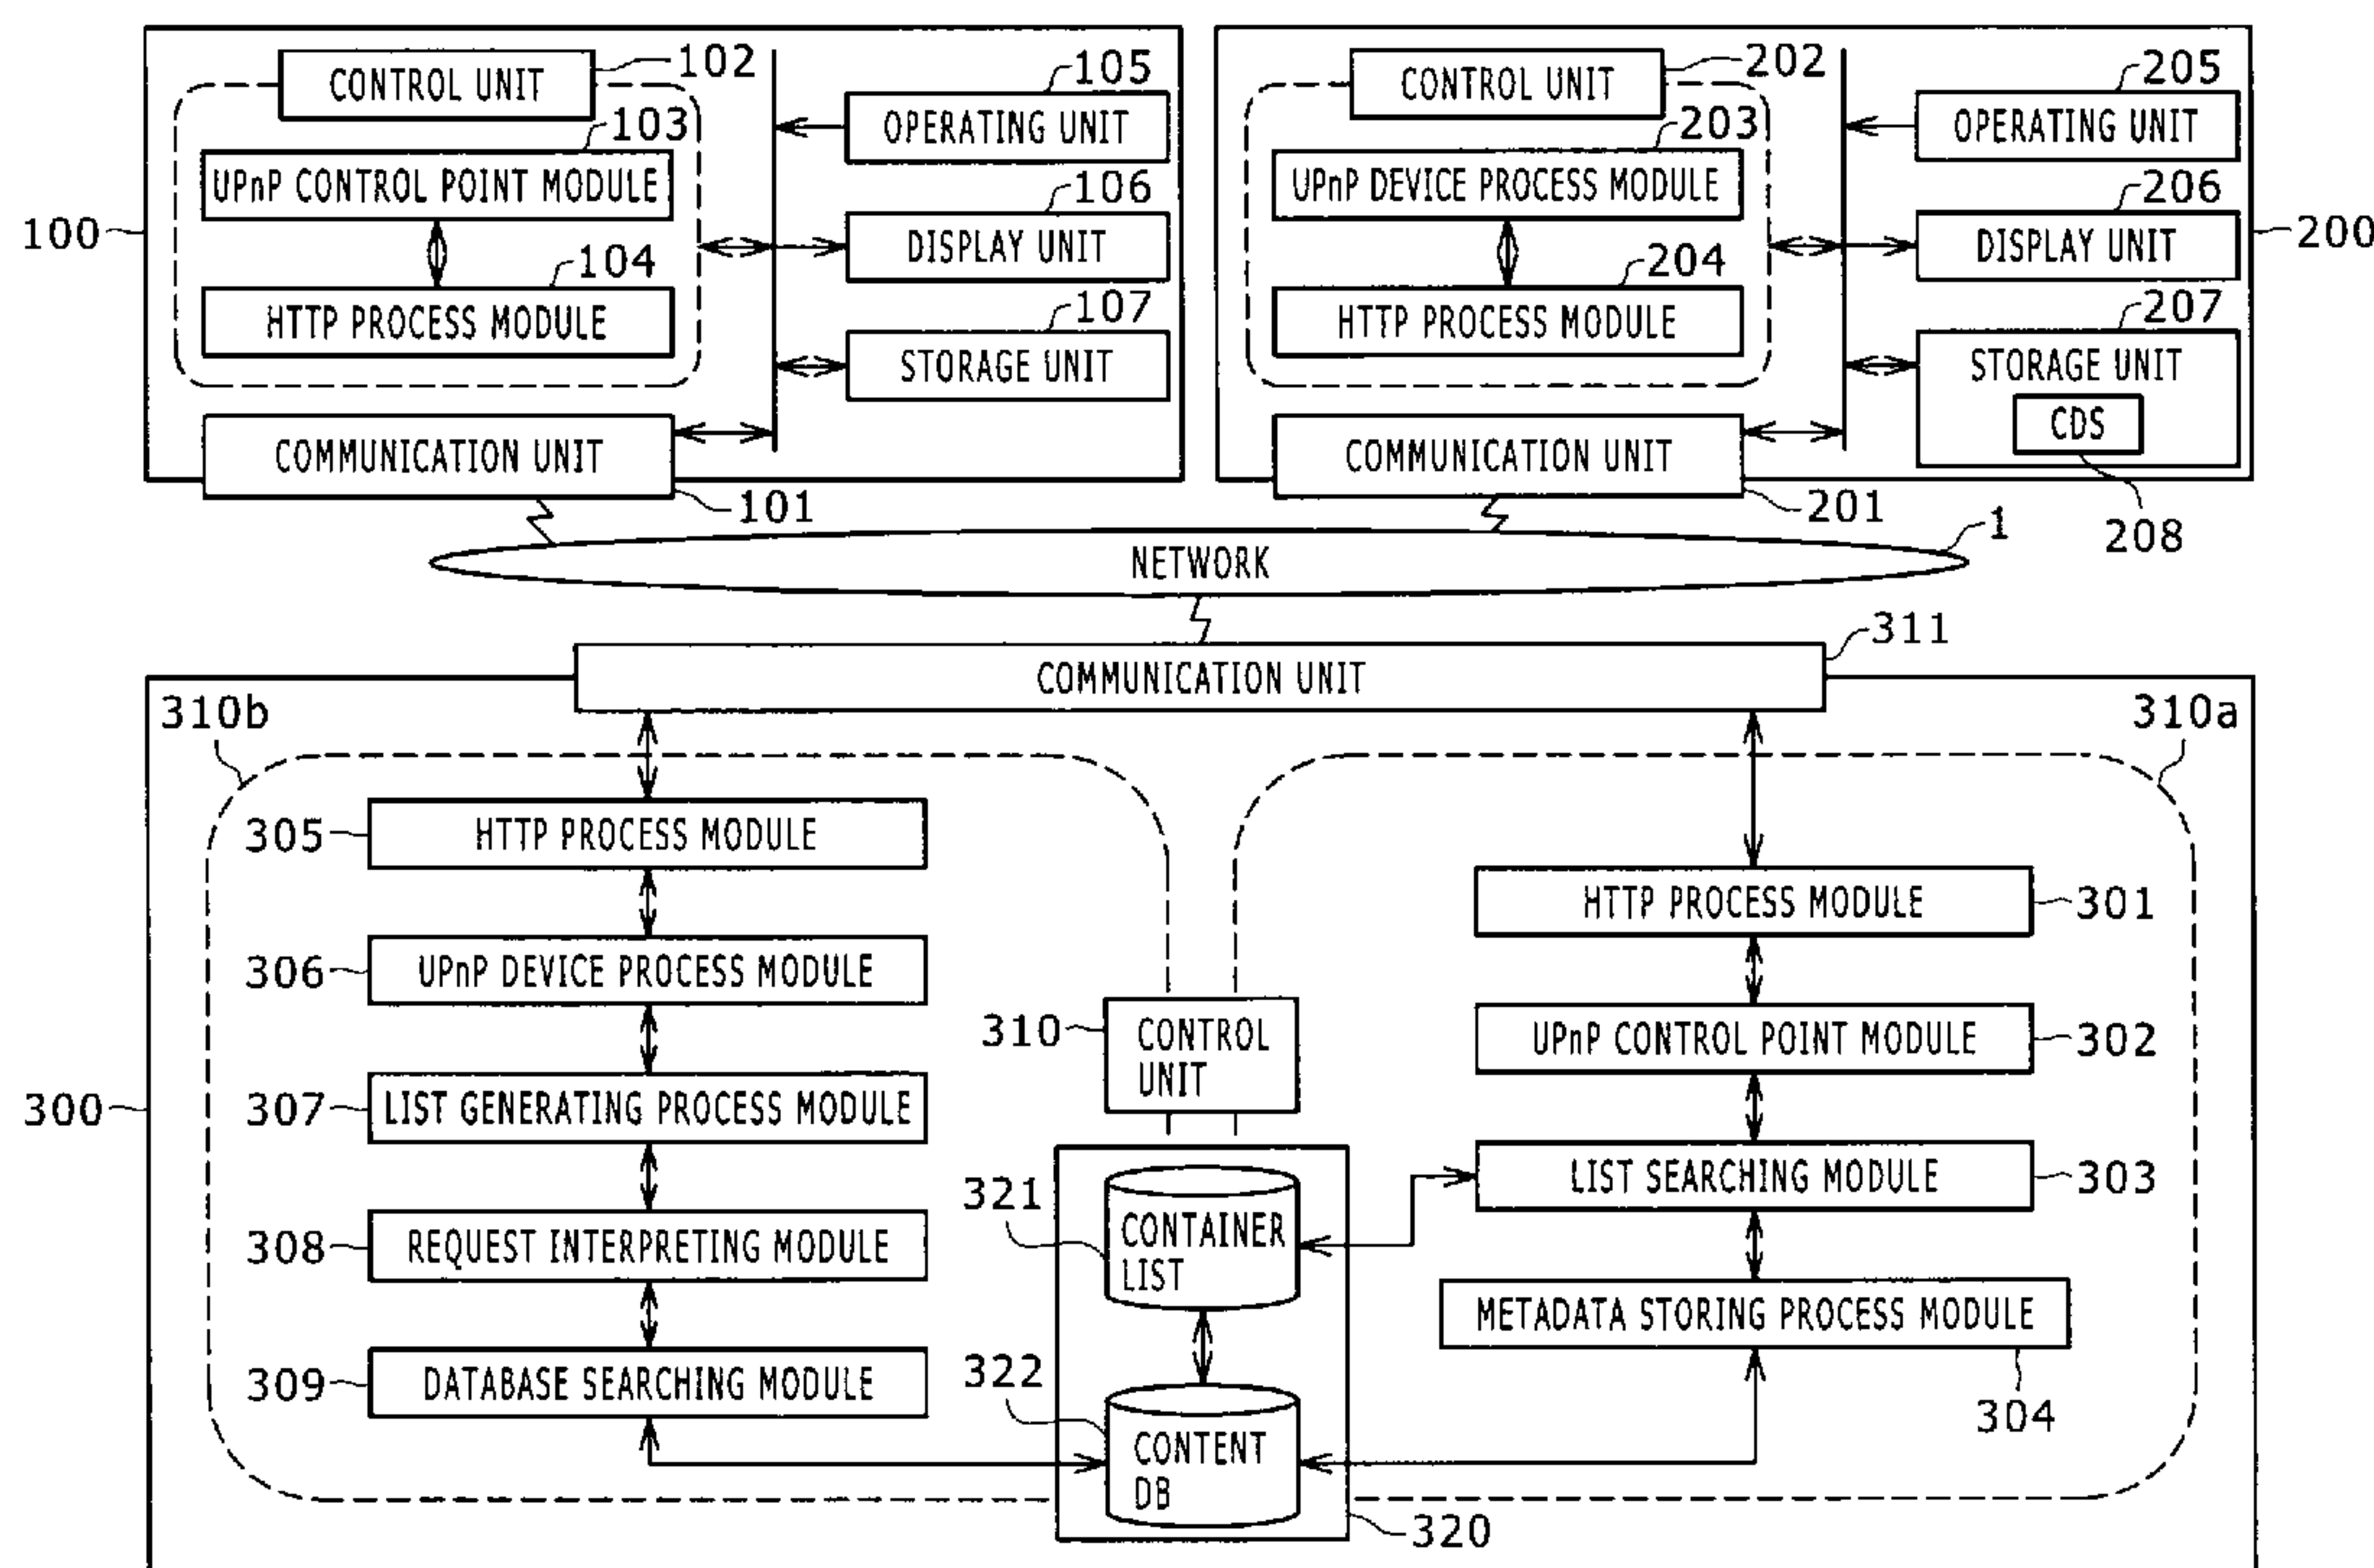 CONTROL UNIT
102
103
UPnP CONTROL POINT MODULE
104
HTTP PROCESS MODULE
105
OPERATING UNIT
106
DISPLAY UNIT
107
STORAGE UNIT
100
COMMUNICATION UNIT
101
CONTROL UNIT
202
203
UPnP DEVICE PROCESS MODULE
204
HTTP PROCESS MODULE
205
OPERATING UNIT
206
DISPLAY UNIT
207
STORAGE UNIT
CDS
208
200
COMMUNICATION UNIT
201
NETWORK
1
COMMUNICATION UNIT
311
310b
310a
300
305
HTTP PROCESS MODULE
306
UPnP DEVICE PROCESS MODULE
307
LIST GENERATING PROCESS MODULE
308
REQUEST INTERPRETING MODULE
309
DATABASE SEARCHING MODULE
310
CONTROL
UNIT
321
CONTAINER
LIST
322
CONTENT
DB
320
HTTP PROCESS MODULE
301
UPnP CONTROL POINT MODULE
302
LIST SEARCHING MODULE
303
METADATA STORING PROCESS MODULE
304